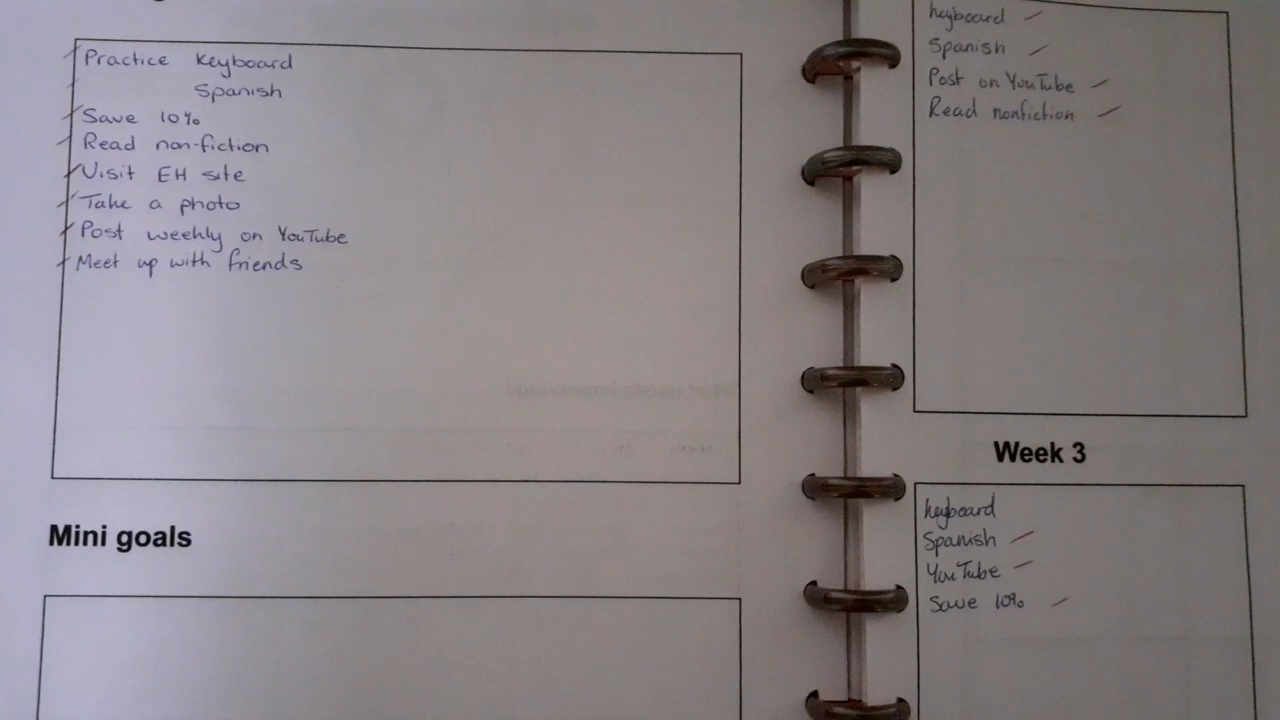 Practice Keyboard
Spanish
Save 10%
Read non-fiction
Visit EH site
Take a photo
Post weekly on YouTube
Meet up with friends
Mini goals
keyboard
Spanish
Post on YouTube
Read nonfiction
Week 3
keyboard
Spanish
YouTube
Save 10%